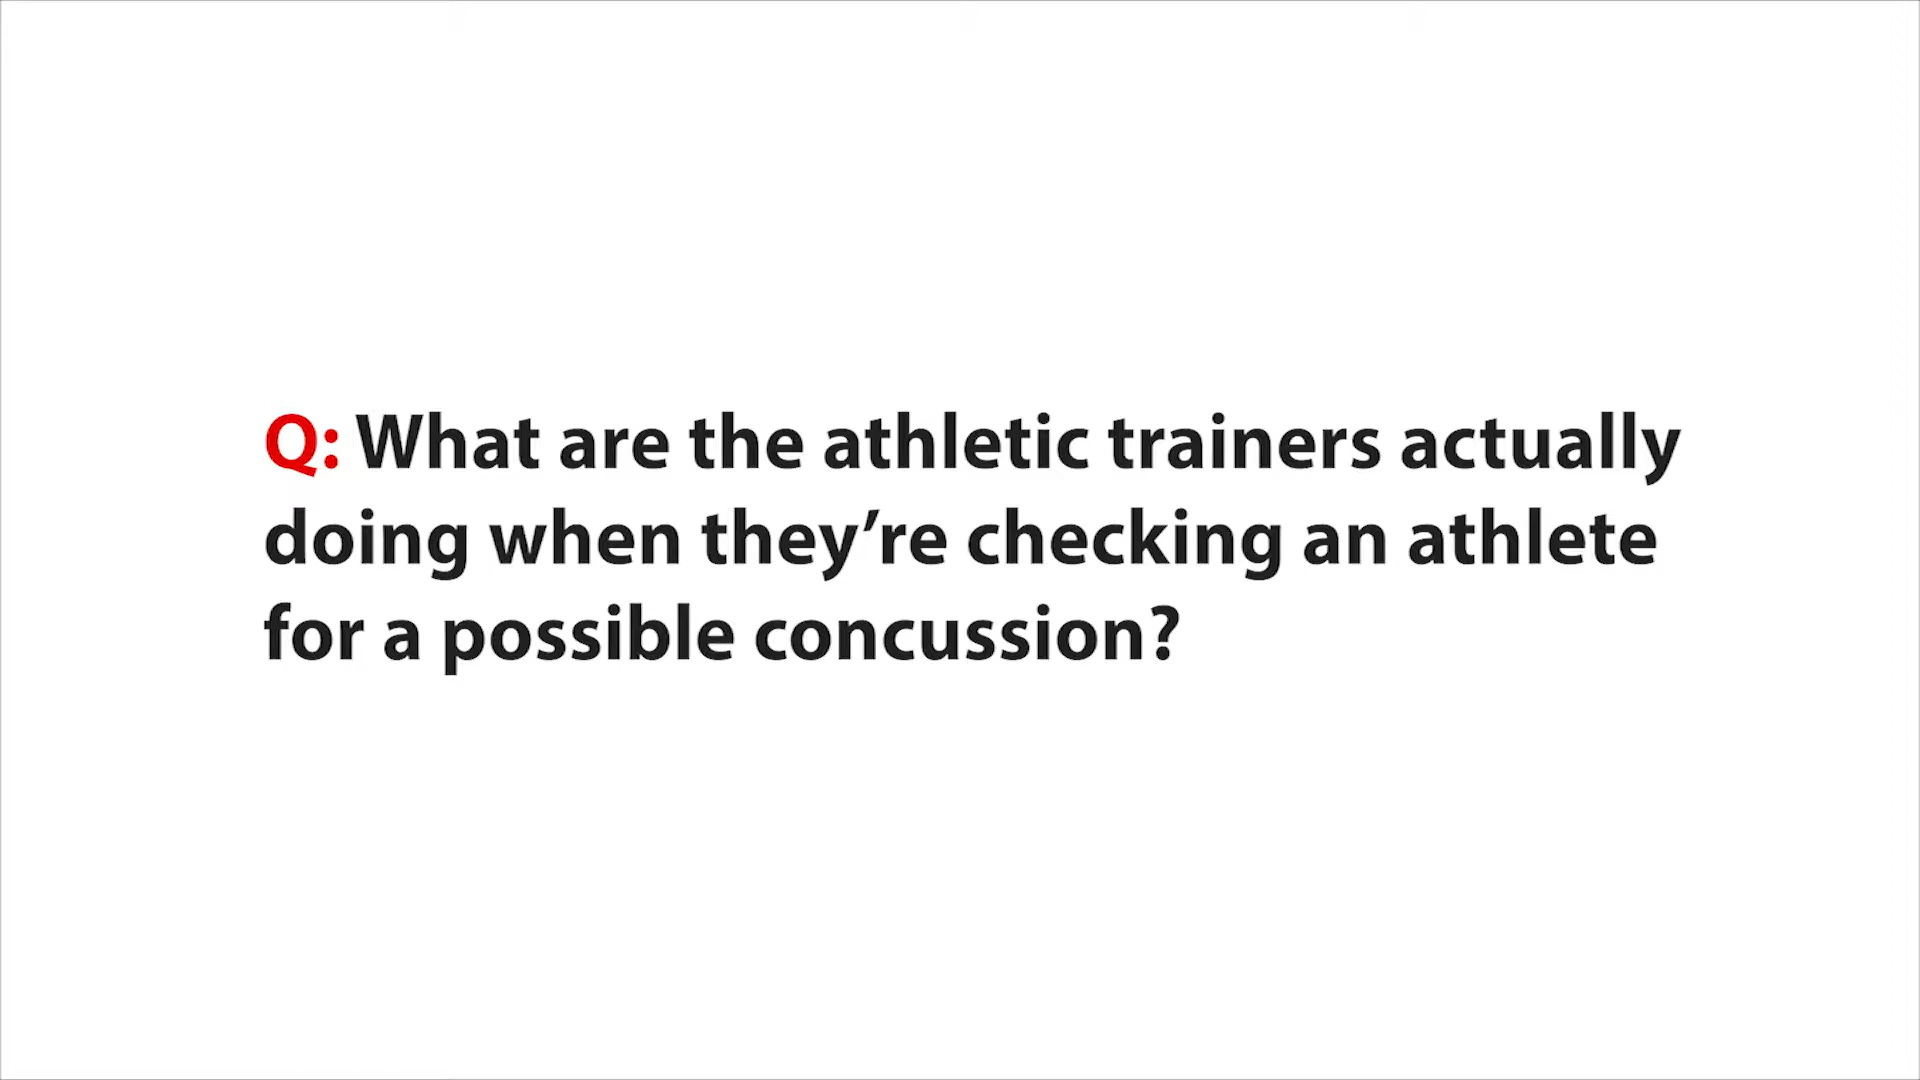 Q: What are the athletic trainers actually
doing when they’re checking an athlete
for a possible concussion?